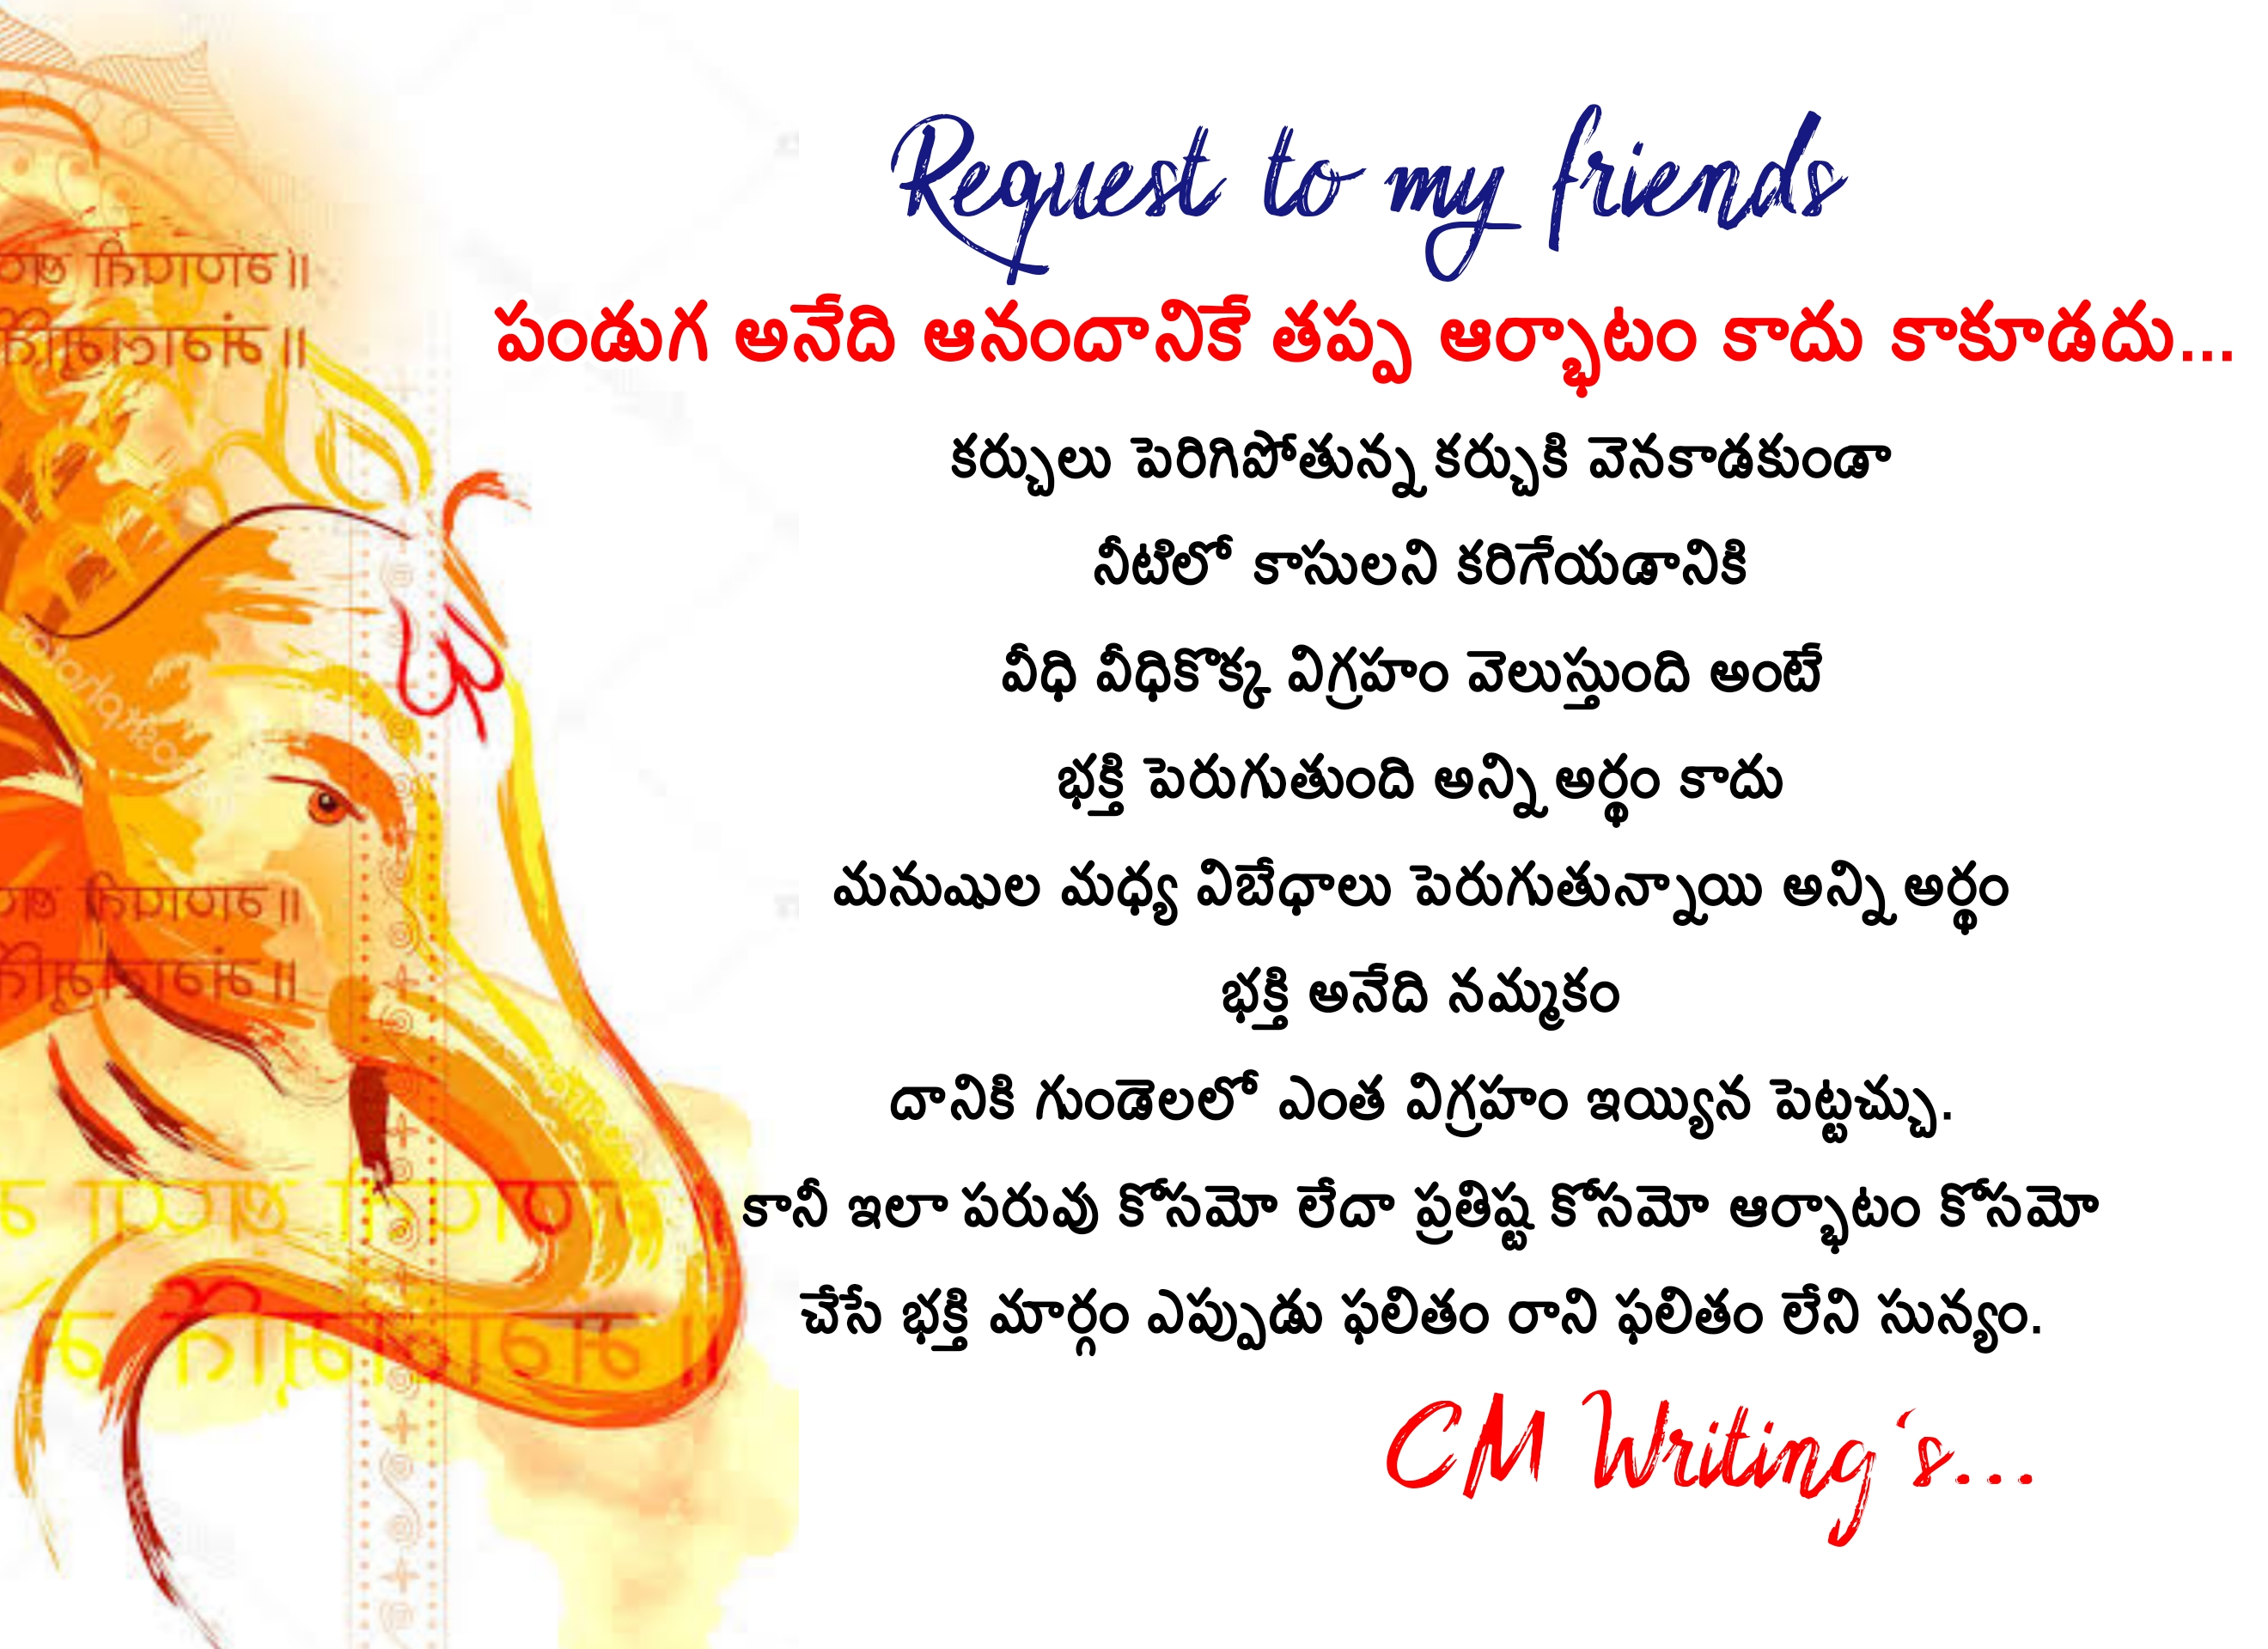 Request to my friends
పండుగ అనేది ఆనందానికే తప్ప ఆర్భాటం కాదు కాకూడదు...
కర్చులు పెరిగిపోతున్న కర్చుకి వెనకాడకుండా
నీటిలో కాసులని కరిగేయడానికి
వీధి వీధికొక్క విగ్రహం వెలుస్తుంది అంటే
భక్తి పెరుగుతుంది అన్ని అర్థం కాదు
మనుషుల మధ్య విబేధాలు పెరుగుతున్నాయి అన్ని అర్థం
భక్తి అనేది నమ్మకం
దానికి గుండెలలో ఎంత విగ్రహం ఇయ్యిన పెట్టచ్చు.
కానీ ఇలా పరువు కోసమో లేదా ప్రతిష్ట కోసమో ఆర్భాటం కోసమో
చేసే భక్తి మార్గం ఎప్పుడు ఫలితం రాని ఫలితం లేని సున్యం.
CM Writing's...